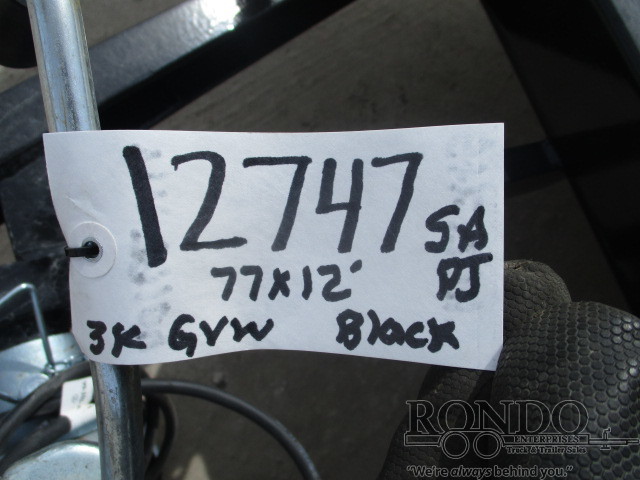 12747 SA
77x12' PJ
3K GVW Black
RONDO
ENTERPRISES
Truck & Trailer Sales
"We're always behind you."